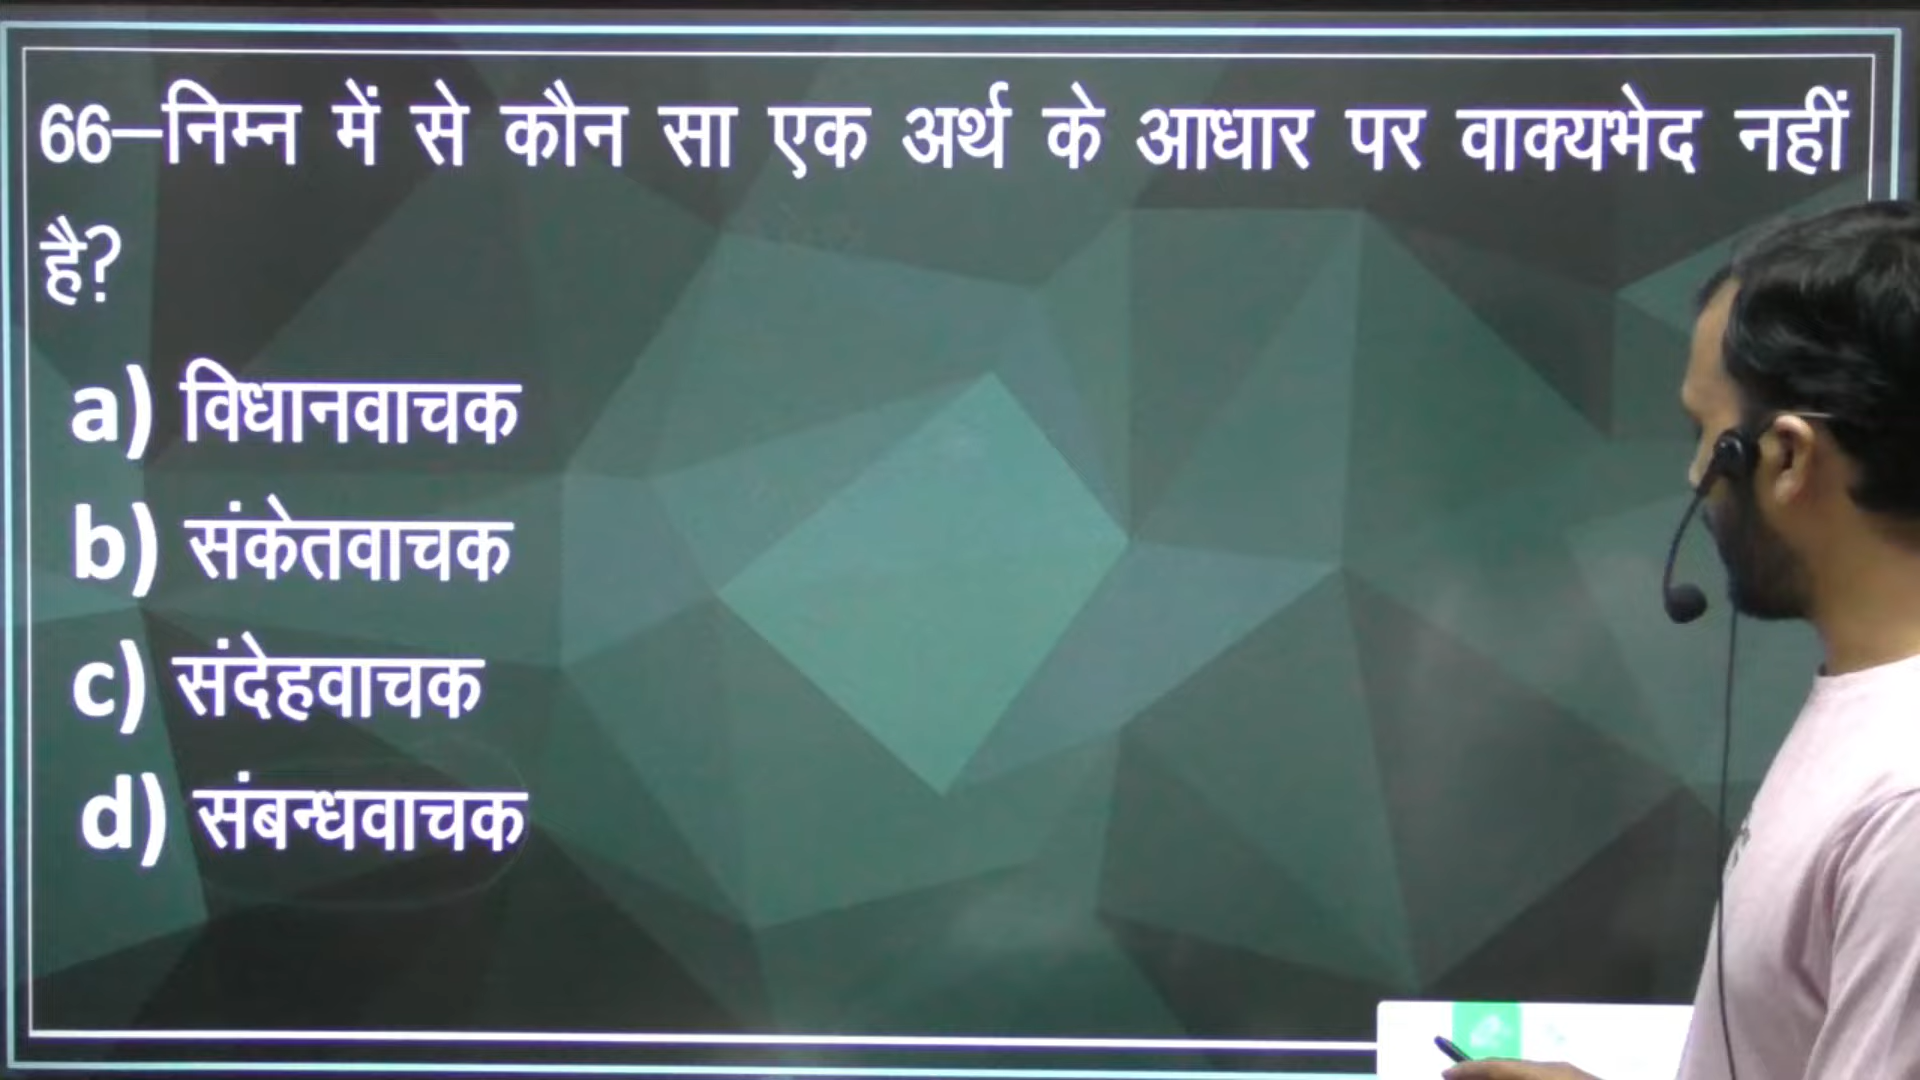 66–निम्न में से कौन सा एक अर्थ के आधार पर वाक्यभेद नहीं
है?
a) विधानवाचक
b) संकेतवाचक
c) संदेहवाचक
d) संबन्धवाचक